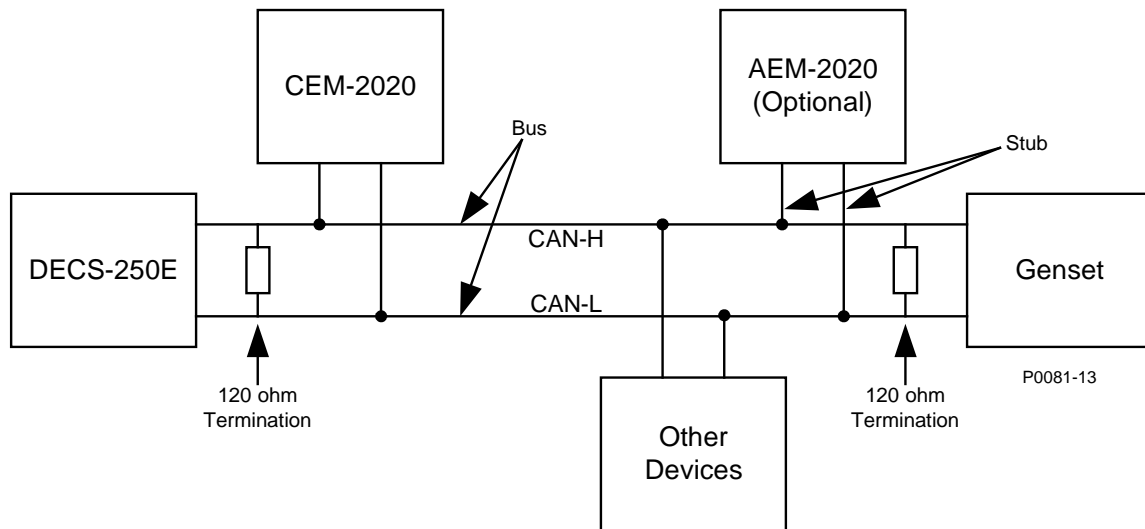 CEM-2020
AEM-2020
(Optional)
Bus
Stub
DECS-250E
CAN-H
Genset
CAN-L
P0081-13
120 ohm
Termination
120 ohm
Termination
Other
Devices